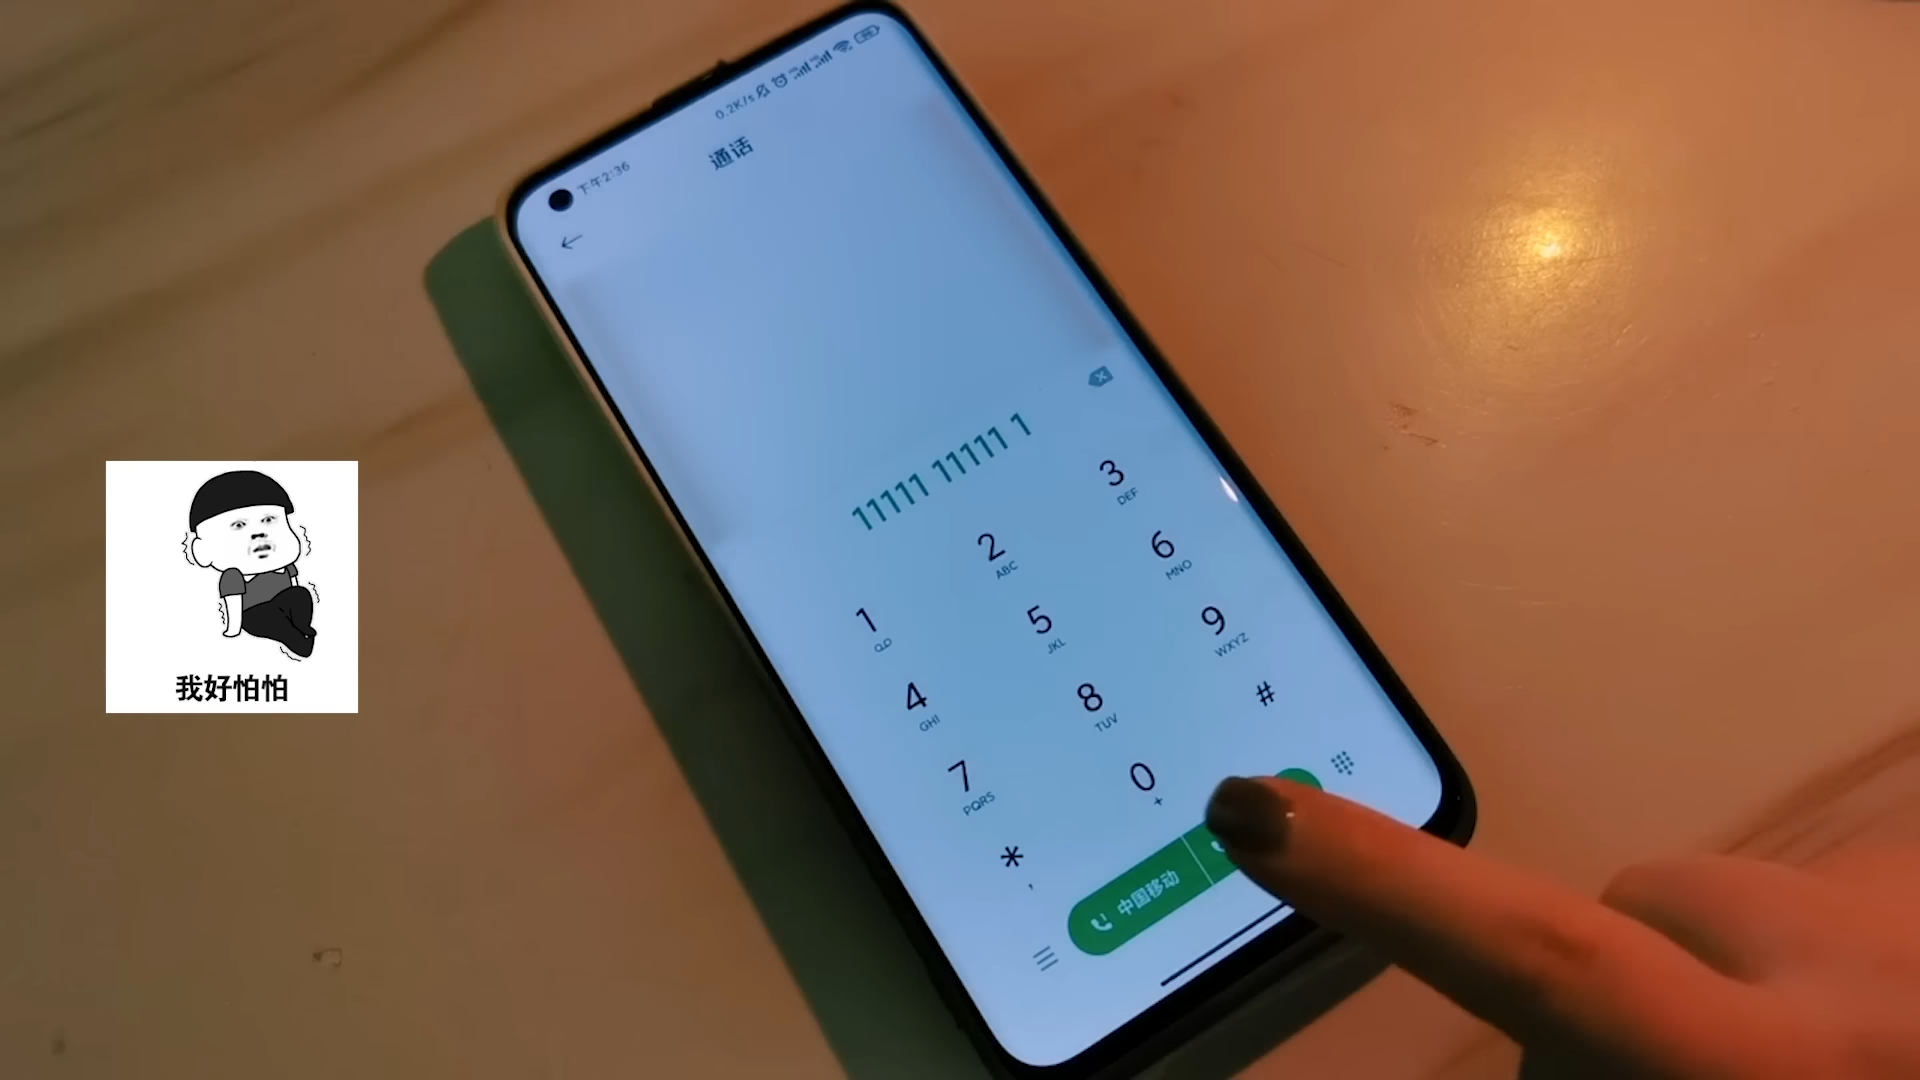 0.2K/s
下午2:36
通话
←
11111 11111 1
1
2 ABC
3 DEF
4 GHI
5 JKL
6 MNO
7 PQRS
8 TUV
9 WXYZ
* ,
0 +
#
中国移动
我好怕怕